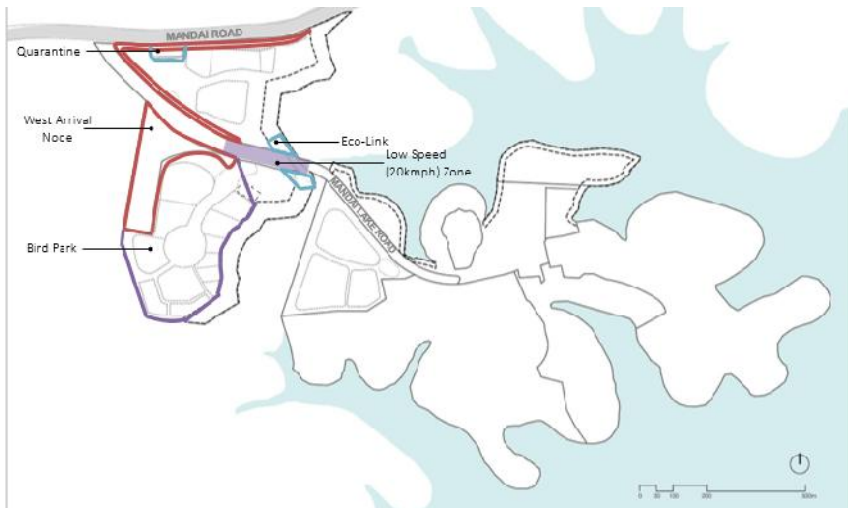 MANDAI ROAD
Quarantine
West Arrival
Noce
Eco-Link
Low Speed
(20kmph) Zone
MANDAI LAKE ROAD
Bird Park
0 50 100 200 500m